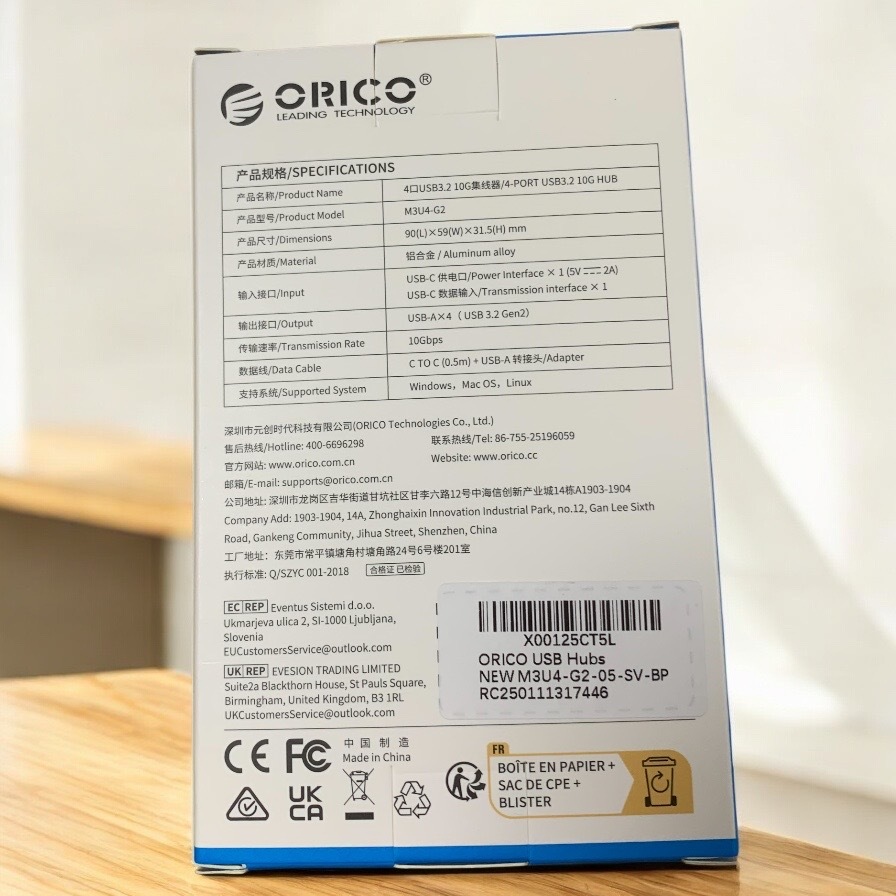 ORICO®
LEADING TECHNOLOGY
产品规格/SPECIFICATIONS
产品名称/Product Name 4口USB3.2 10G集线器/4-PORT USB3.2 10G HUB
产品型号/Product Model M3U4-G2
产品尺寸/Dimensions 90(L)×59(W)×31.5(H) mm
产品材质/Material 铝合金 / Aluminum alloy
输入接口/Input USB-C 供电口/Power Interface × 1 (5V ⎓ 2A)
USB-C 数据输入/Transmission interface × 1
输出接口/Output USB-A×4（ USB 3.2 Gen2）
传输速率/Transmission Rate 10Gbps
数据线/Data Cable C TO C (0.5m) + USB-A 转接头/Adapter
支持系统/Supported System Windows，Mac OS，Linux
深圳市元创时代科技有限公司(ORICO Technologies Co., Ltd.)
售后热线/Hotline: 400-6696298 联系热线/Tel: 86-755-25196059
官方网站: www.orico.com.cn Website: www.orico.cc
邮箱/E-mail: supports@orico.com.cn
公司地址: 深圳市龙岗区吉华街道甘坑社区甘李六路12号中海信创新产业城14栋A1903-1904
Company Add: 1903-1904, 14A, Zhonghaixin Innovation Industrial Park, no.12, Gan Lee Sixth
Road, Gankeng Community, Jihua Street, Shenzhen, China
工厂地址：东莞市常平镇塘角村塘角路24号6号楼201室
执行标准: Q/SZYC 001-2018 合格证 已检验
EC REP Eventus Sistemi d.o.o.
Ukmarjeva ulica 2, SI-1000 Ljubljana,
Slovenia
EUCustomersService@outlook.com
UK REP EVESION TRADING LIMITED
Suite2a Blackthorn House, St Pauls Square,
Birmingham, United Kingdom, B3 1RL
UKCustomersService@outlook.com
X00125CT5L
ORICO USB Hubs
NEW M3U4-G2-05-SV-BP
RC250111317446
CE FC 中国制造
Made in China
UK
CA
FR
BOÎTE EN PAPIER +
SAC DE CPE +
BLISTER